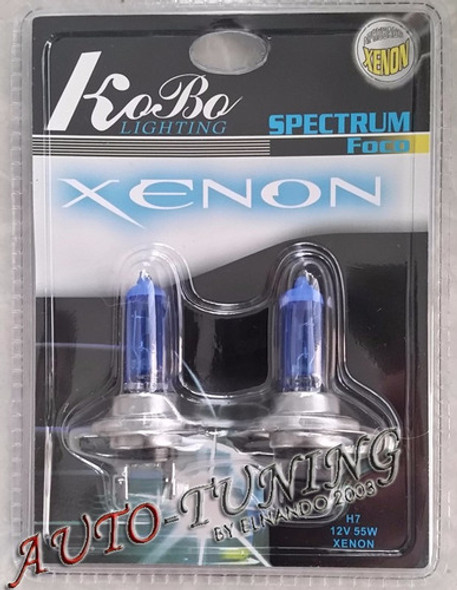 KoBo
LIGHTING
XENON
SPECTRUM
Foco
XENON
AUTO-TUNING
BY ELNANDO 2003
H7
12V 55W
XENON